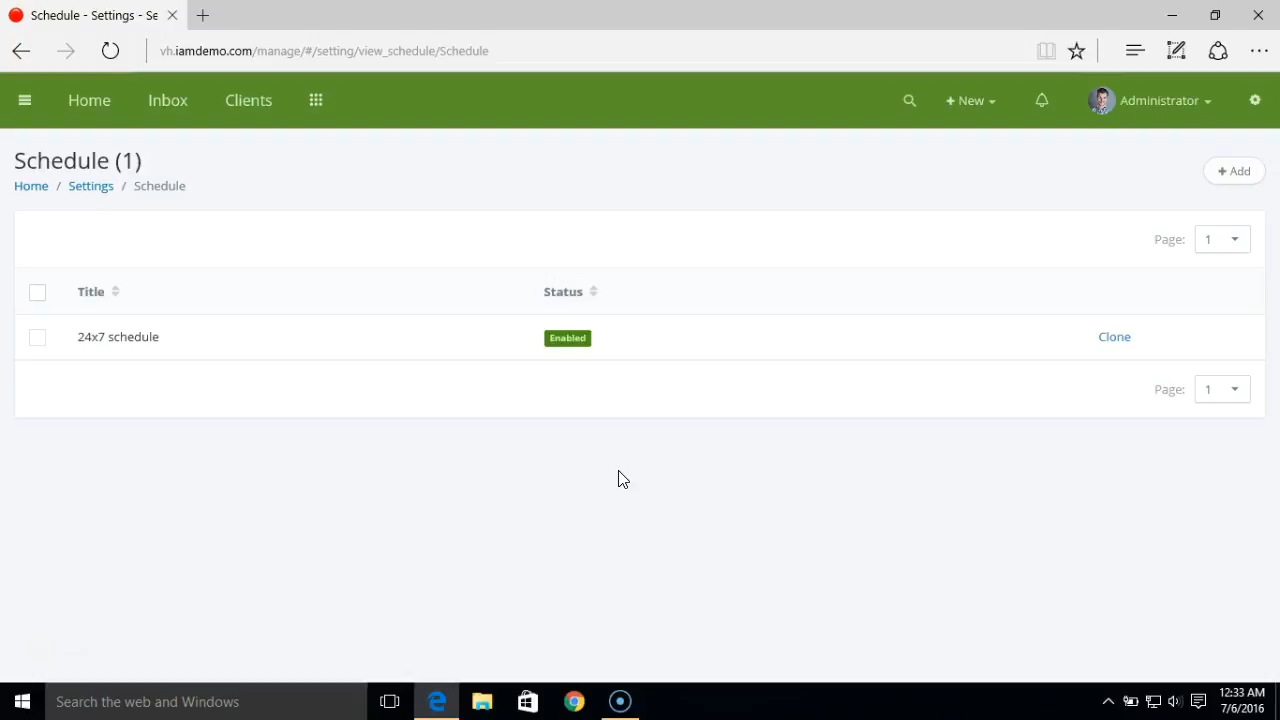 Schedule - Settings - Se
vh.iamdemo.com/manage/#/setting/view_schedule/Schedule
Home Inbox Clients New Administrator
Schedule (1)
Home / Settings / Schedule
Add
Page: 1
Title Status
24x7 schedule Enabled Clone
Page: 1
Search the web and Windows
12:33 AM
7/6/2016